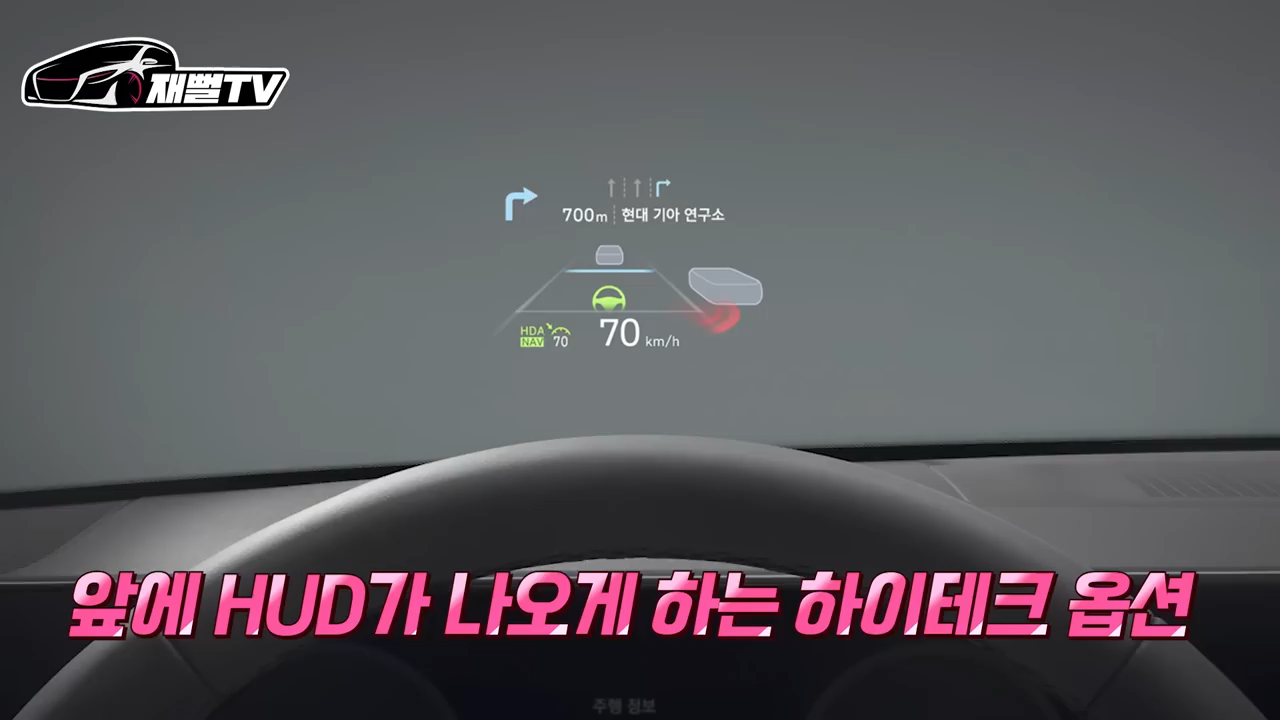 재뻘TV
700m 현대 기아 연구소
HDA
NAV 70
70 km/h
앞에 HUD가 나오게 하는 하이테크 옵션
주행 정보